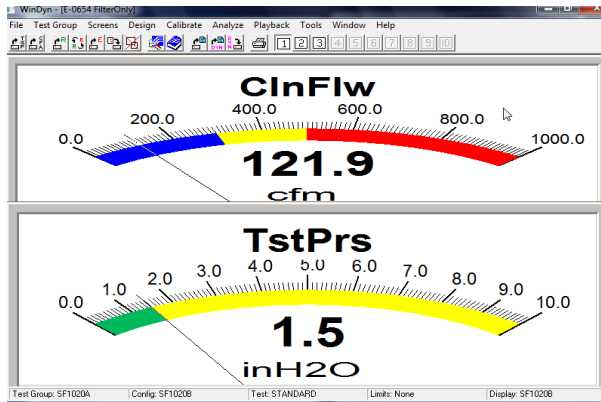 WinDyn - [E-0654 FilterOnly]
File Test Group Screens Design Calibrate Analyze Playback Tools Window Help
1 2 3 4 5 6 7 8 9 10
ClnFlw
0.0 200.0 400.0 600.0 800.0 1000.0
121.9
cfm
TstPrs
0.0 1.0 2.0 3.0 4.0 5.0 6.0 7.0 8.0 9.0 10.0
1.5
inH2O
Test Group: SF1020A Config: SF1020B Test: STANDARD Limits: None Display: SF1020B